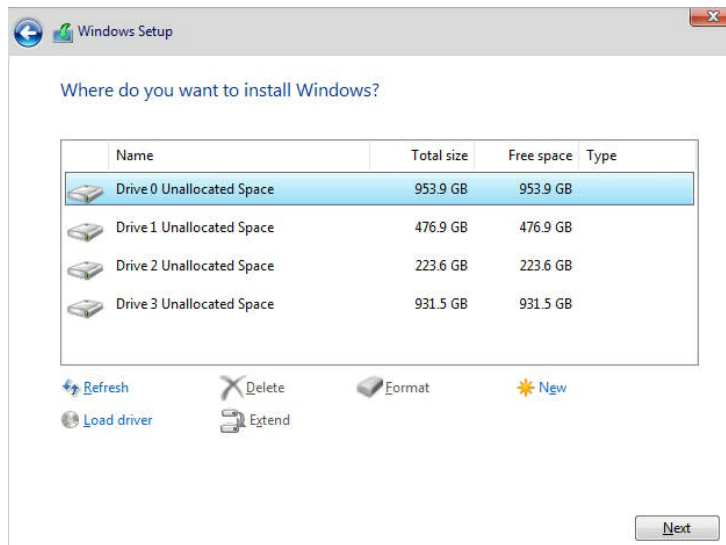 Windows Setup
Where do you want to install Windows?
Name Total size Free space Type
Drive 0 Unallocated Space 953.9 GB 953.9 GB
Drive 1 Unallocated Space 476.9 GB 476.9 GB
Drive 2 Unallocated Space 223.6 GB 223.6 GB
Drive 3 Unallocated Space 931.5 GB 931.5 GB
Refresh Delete Format New
Load driver Extend
Next